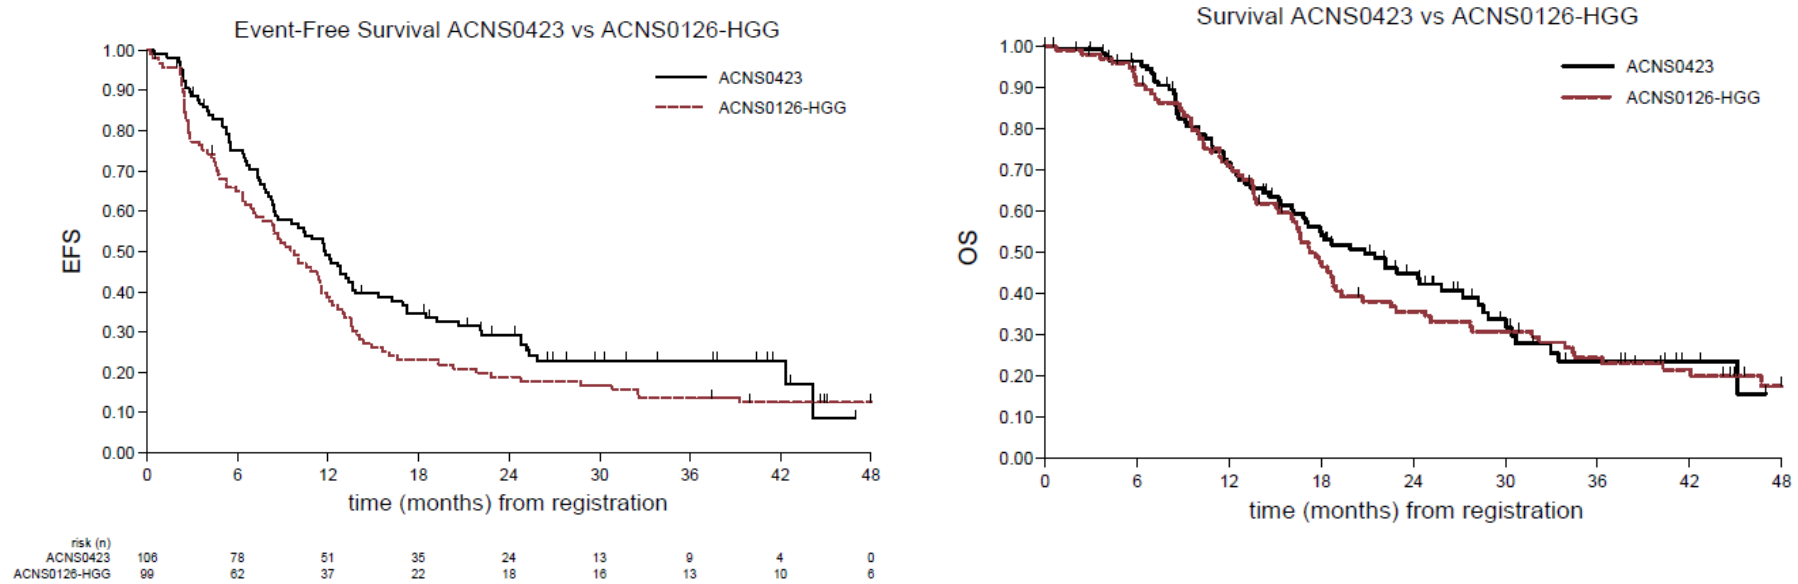 Event-Free Survival ACNS0423 vs ACNS0126-HGG
1.00
0.90
0.80
0.70
0.60
0.50
0.40
0.30
0.20
0.10
0.00
EFS
ACNS0423
ACNS0126-HGG
0 6 12 18 24 30 36 42 48
time (months) from registration
risk (n)
ACNS0423 106 78 51 35 24 13 9 4 0
ACNS0126-HGG 99 62 37 22 18 16 13 10 6
Survival ACNS0423 vs ACNS0126-HGG
1.00
0.90
0.80
0.70
0.60
0.50
0.40
0.30
0.20
0.10
0.00
OS
ACNS0423
ACNS0126-HGG
0 6 12 18 24 30 36 42 48
time (months) from registration